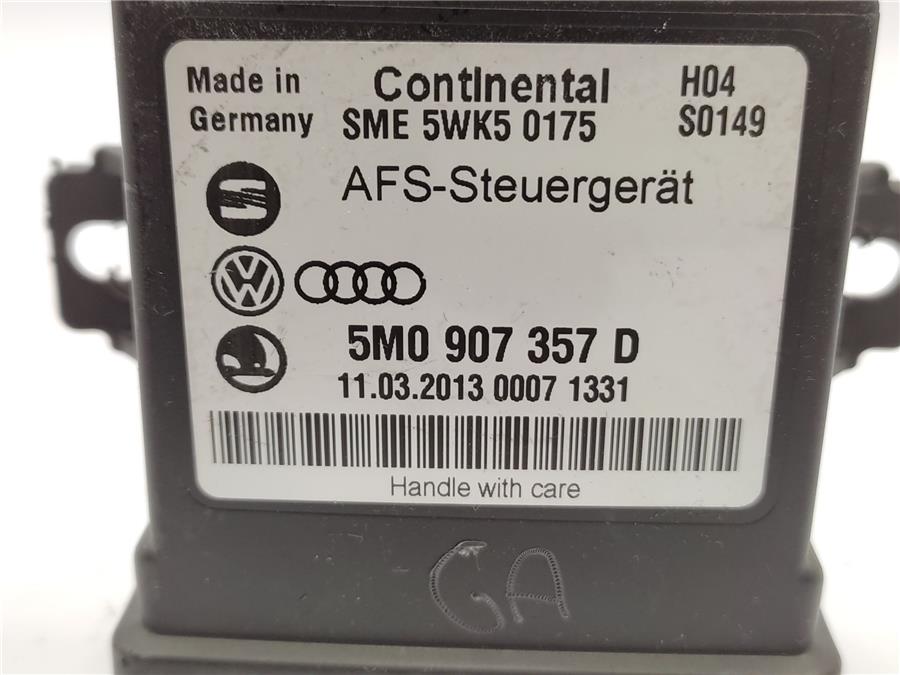 Made in Continental H04
Germany SME 5WK5 0175 S0149
AFS-Steuergerät
5M0 907 357 D
11.03.2013 0007 1331
Handle with care
GA